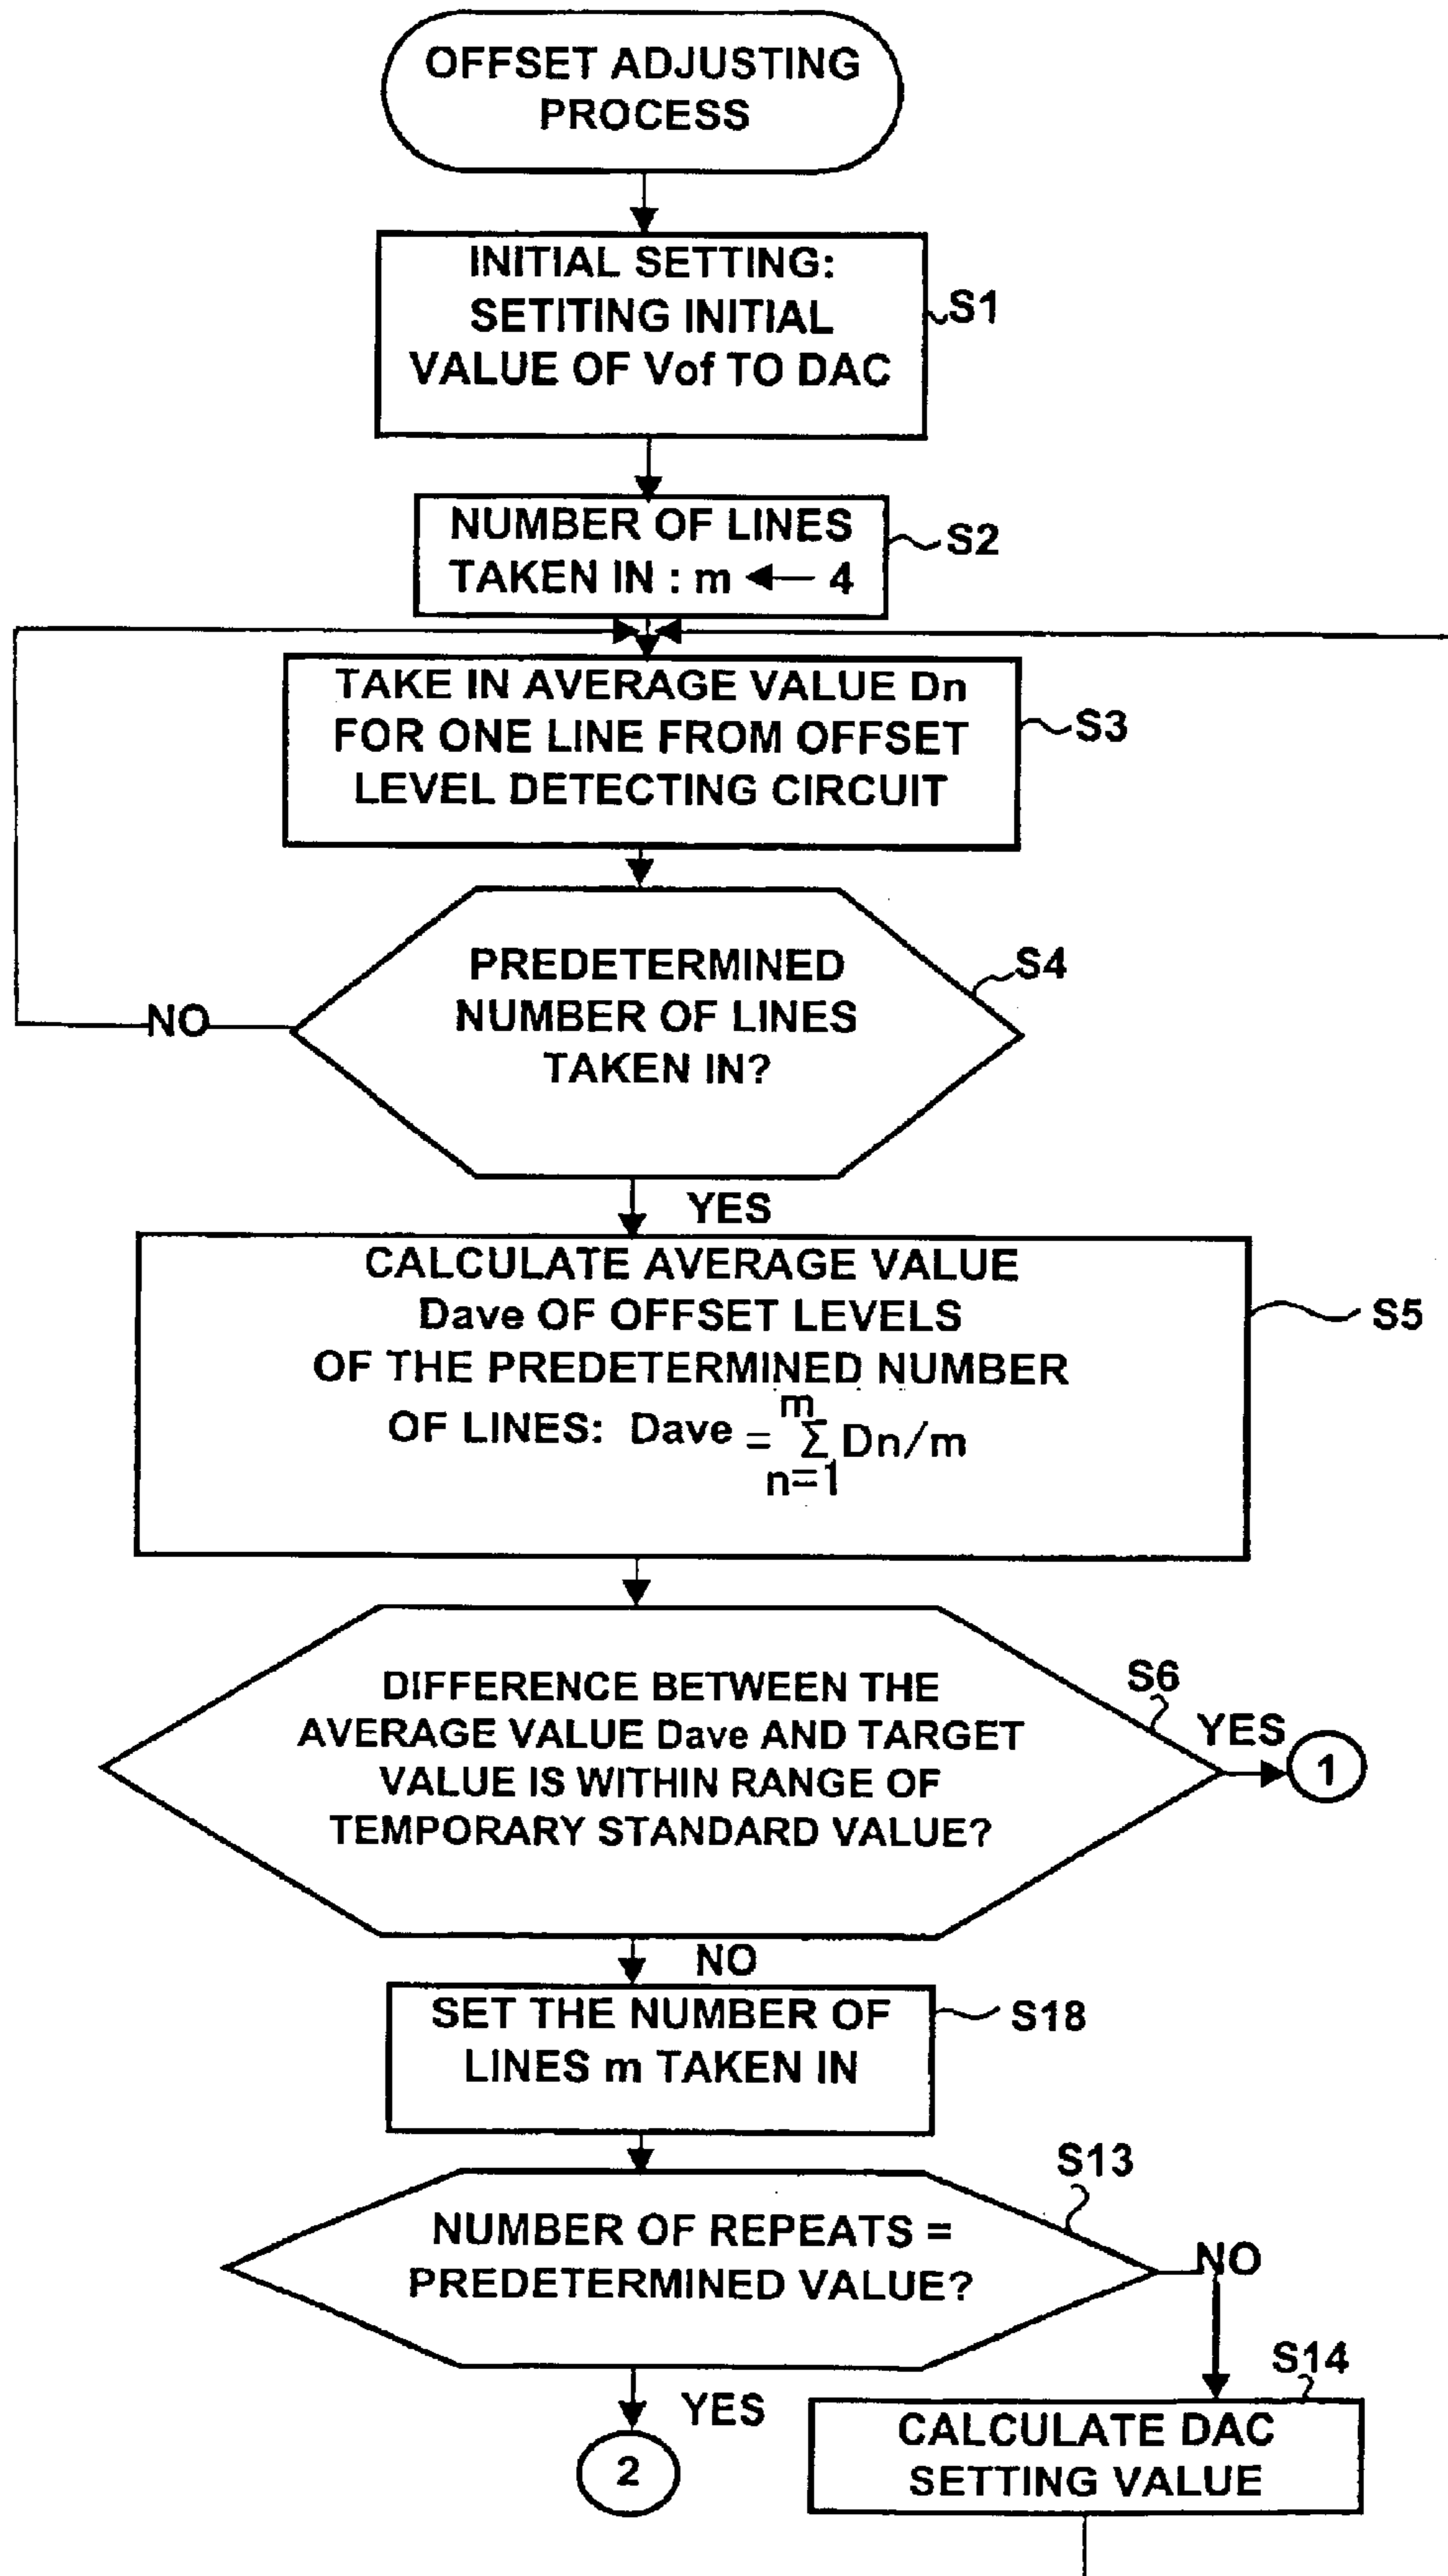 OFFSET ADJUSTING
PROCESS
INITIAL SETTING:
SETITING INITIAL
VALUE OF Vof TO DAC
S1
NUMBER OF LINES
TAKEN IN : m ← 4
S2
TAKE IN AVERAGE VALUE Dn
FOR ONE LINE FROM OFFSET
LEVEL DETECTING CIRCUIT
S3
PREDETERMINED
NUMBER OF LINES
TAKEN IN?
S4
NO
YES
CALCULATE AVERAGE VALUE
Dave OF OFFSET LEVELS
OF THE PREDETERMINED NUMBER
OF LINES: Dave = m Σ n=1 Dn/m
S5
DIFFERENCE BETWEEN THE
AVERAGE VALUE Dave AND TARGET
VALUE IS WITHIN RANGE OF
TEMPORARY STANDARD VALUE?
S6
YES
1
NO
SET THE NUMBER OF
LINES m TAKEN IN
S18
NUMBER OF REPEATS =
PREDETERMINED VALUE?
S13
NO
YES
2
S14
CALCULATE DAC
SETTING VALUE